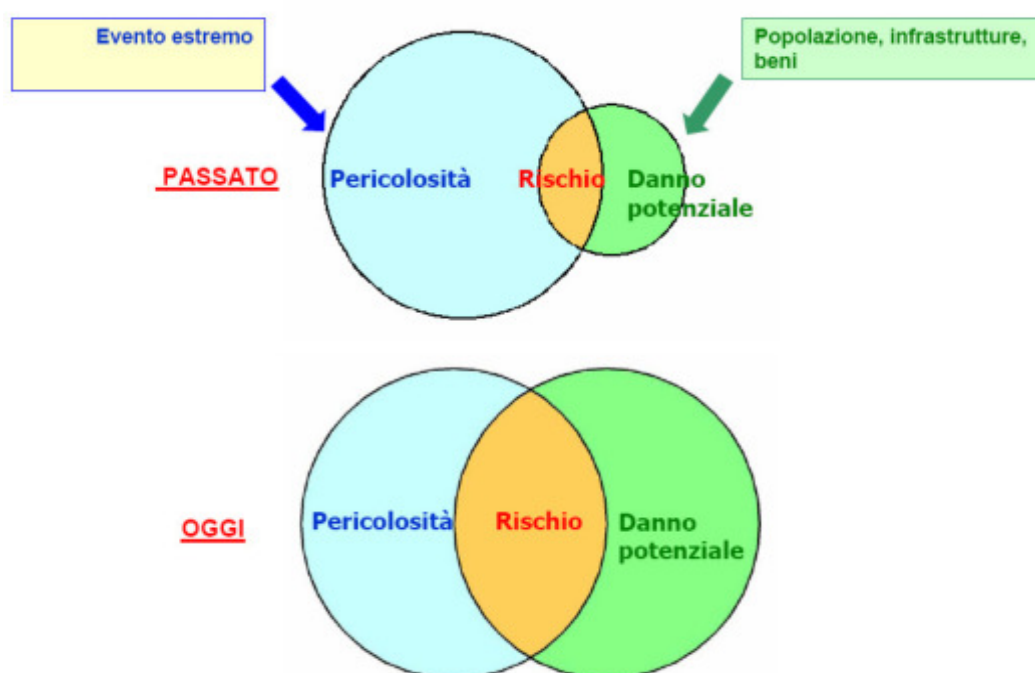 Evento estremo
Popolazione, infrastrutture,
beni
PASSATO
Pericolosità
Rischio
Danno
potenziale
OGGI
Pericolosità
Rischio
Danno
potenziale